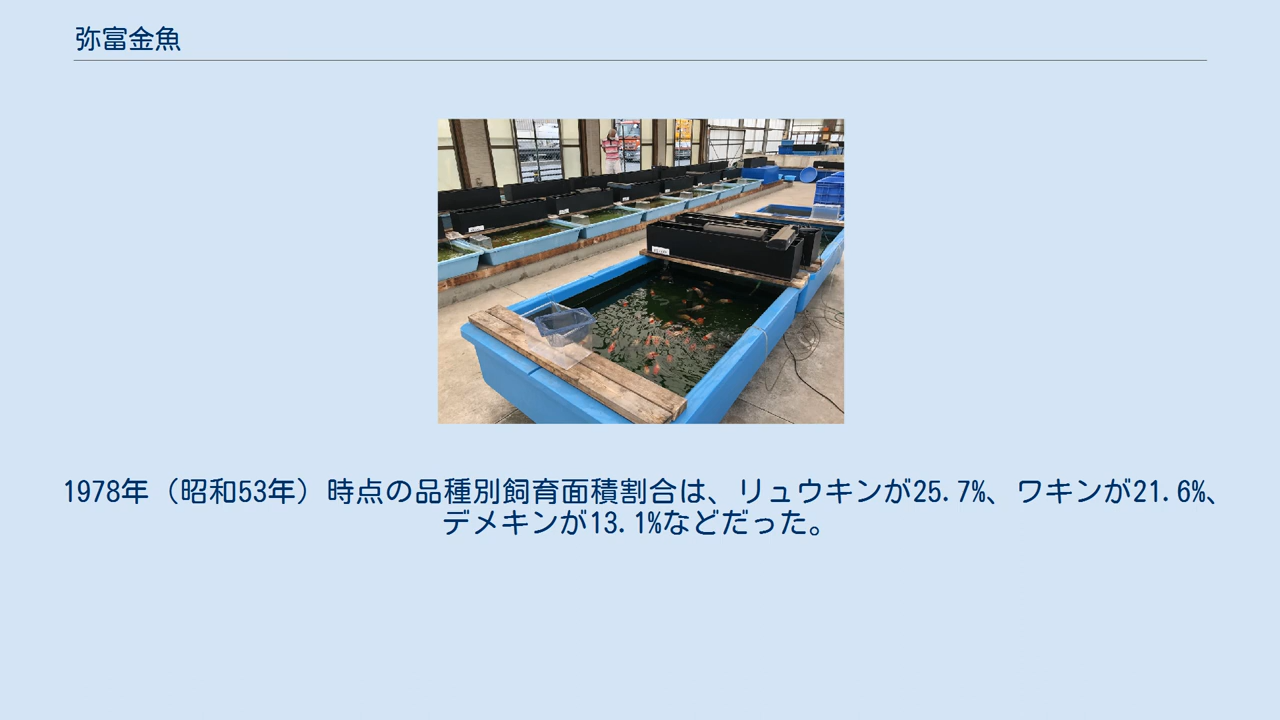 弥富金魚
1978年（昭和53年）時点の品種別飼育面積割合は、リュウキンが25.7%、ワキンが21.6%、
デメキンが13.1%などだった。